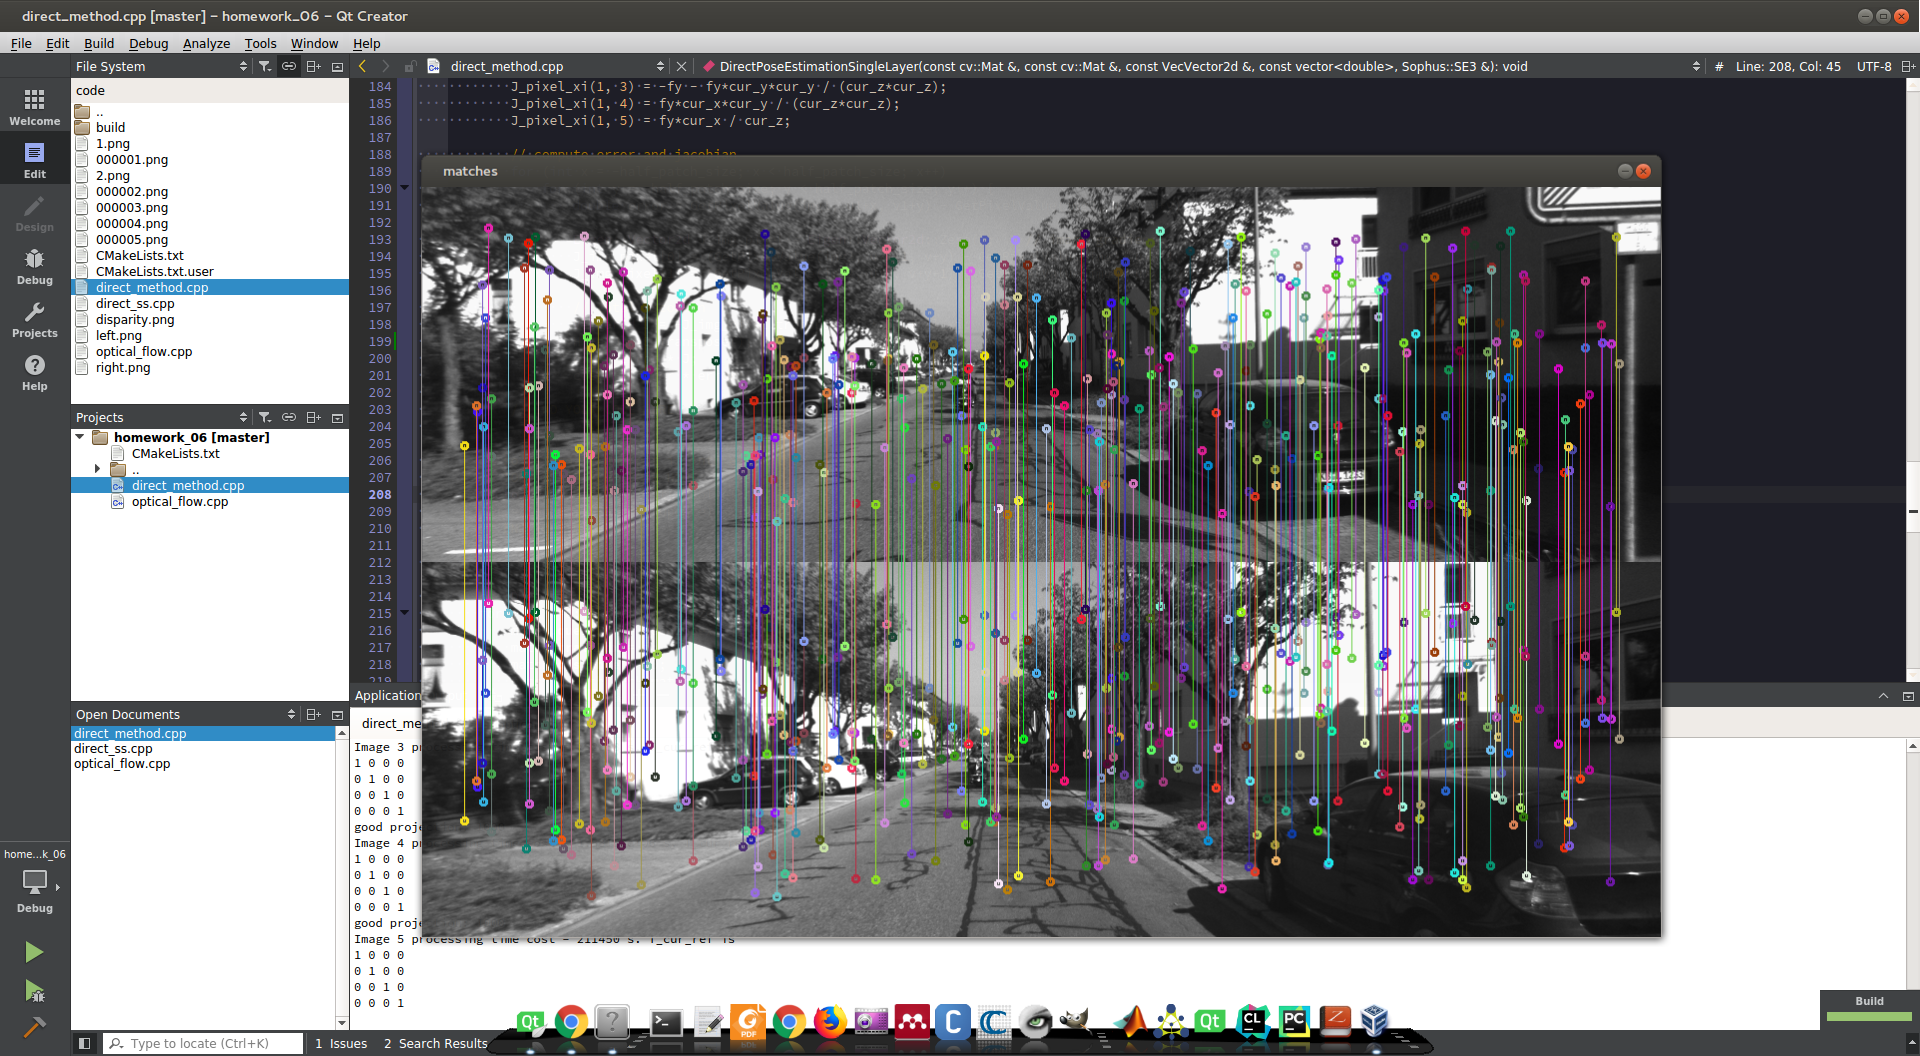 direct_method.cpp [master] - homework_06 - Qt Creator
File Edit Build Debug Analyze Tools Window Help
File System
direct_method.cpp
DirectPoseEstimationSingleLayer(const cv::Mat &, const cv::Mat &, const VecVector2d &, const vector<double>, Sophus::SE3 &): void
# Line: 208, Col: 45 UTF-8
code
..
build
1.png
000001.png
2.png
000002.png
000003.png
000004.png
000005.png
CMakeLists.txt
CMakeLists.txt.user
direct_method.cpp
direct_ss.cpp
disparity.png
left.png
optical_flow.cpp
right.png
Welcome
Edit
Design
Debug
Projects
Help
184 J_pixel_xi(1, 3) = -fy - fy*cur_y*cur_y / (cur_z*cur_z);
185 J_pixel_xi(1, 4) = fy*cur_x*cur_y / (cur_z*cur_z);
186 J_pixel_xi(1, 5) = fy*cur_x / cur_z;
187
188 // compute error and jacobian
189
190
191
192
193
194
195
196
197
198
199
200
201
202
203
204
205
206
207
208
209
210
211
212
213
214
215
216
217
218
219
matches
Projects
homework_06 [master]
CMakeLists.txt
..
direct_method.cpp
optical_flow.cpp
Open Documents
direct_method.cpp
direct_ss.cpp
optical_flow.cpp
home...k_06
Debug
Application
direct_me
Image 3 pr
1 0 0 0
0 1 0 0
0 0 1 0
0 0 0 1
good proje
Image 4 pr
1 0 0 0
0 1 0 0
0 0 1 0
0 0 0 1
good proje
Image 5 processing time cost = 211450 s. T_cur_ref is
1 0 0 0
0 1 0 0
0 0 1 0
0 0 0 1
Type to locate (Ctrl+K)
1 Issues 2 Search Results
Qt
PDF
C
C
Qt
CL
PC
Z
Build